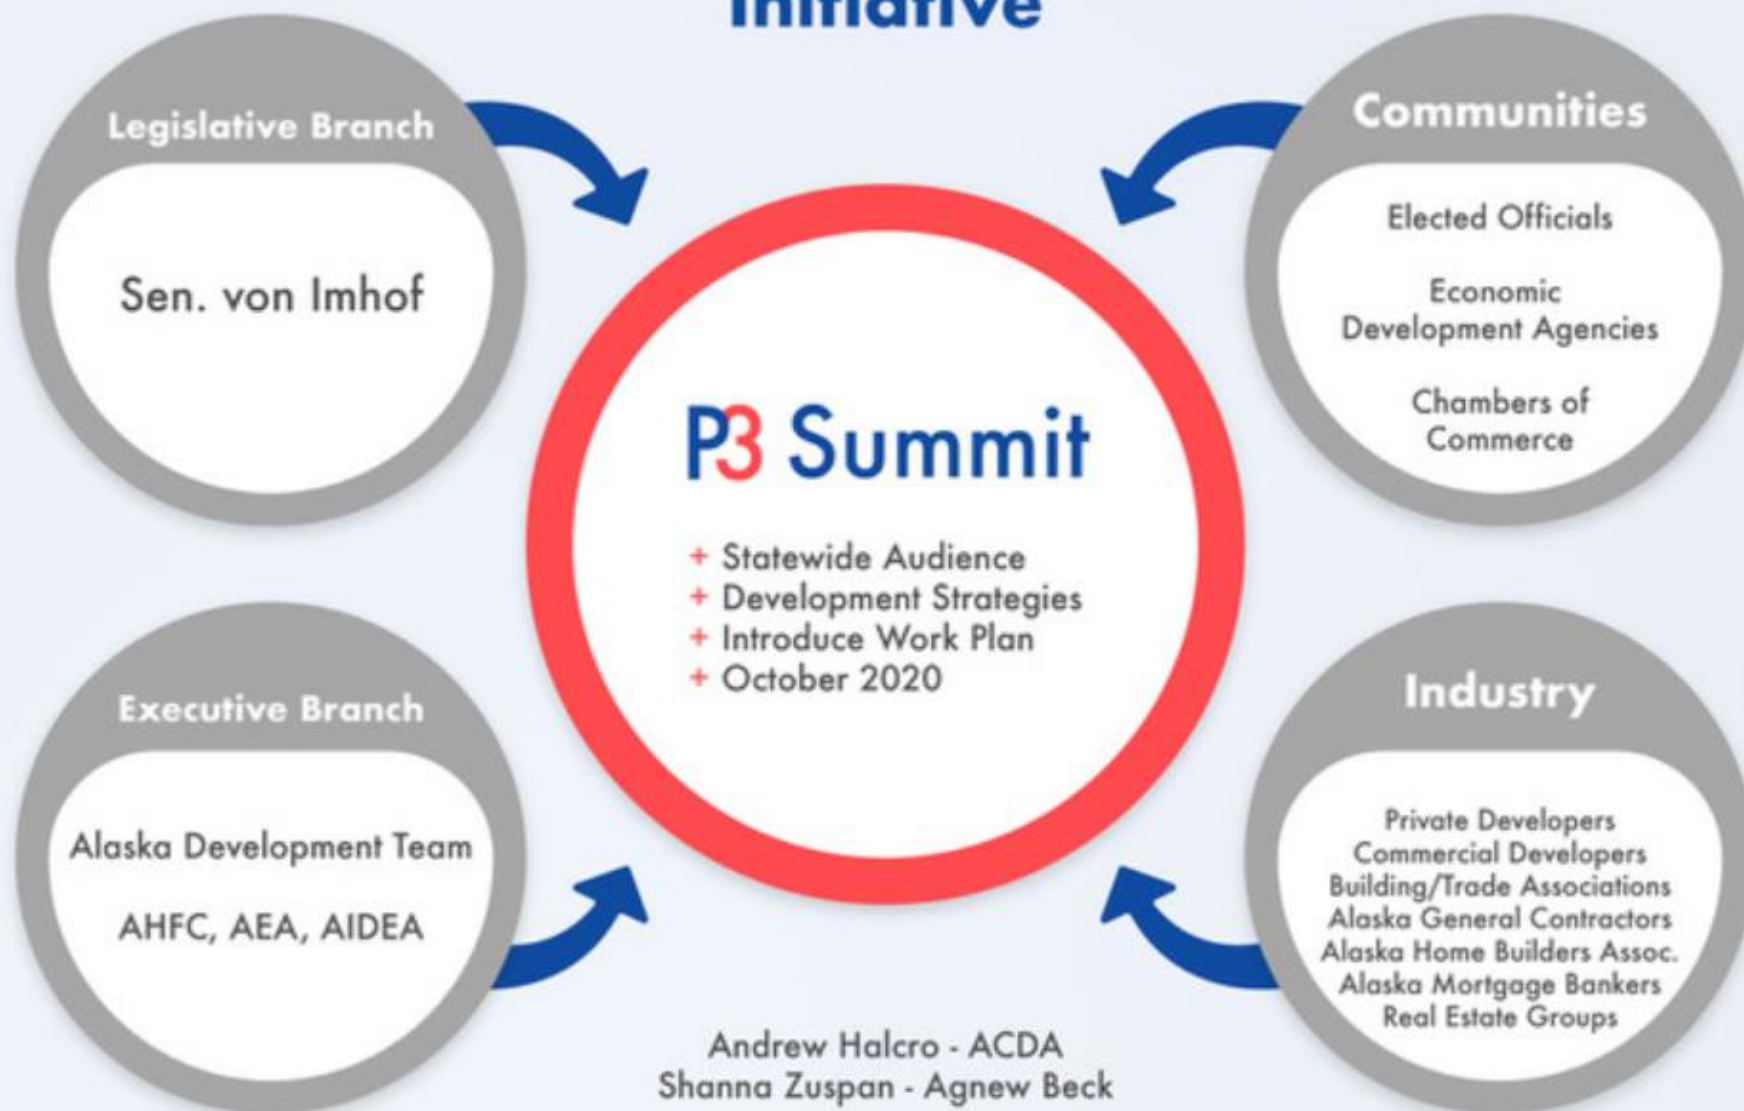 Initiative
Legislative Branch
Sen. von Imhof
Communities
Elected Officials
Economic
Development Agencies
Chambers of
Commerce
P3 Summit
+ Statewide Audience
+ Development Strategies
+ Introduce Work Plan
+ October 2020
Executive Branch
Alaska Development Team
AHFC, AEA, AIDEA
Industry
Private Developers
Commercial Developers
Building/Trade Associations
Alaska General Contractors
Alaska Home Builders Assoc.
Alaska Mortgage Bankers
Real Estate Groups
Andrew Halcro - ACDA
Shanna Zuspan - Agnew Beck